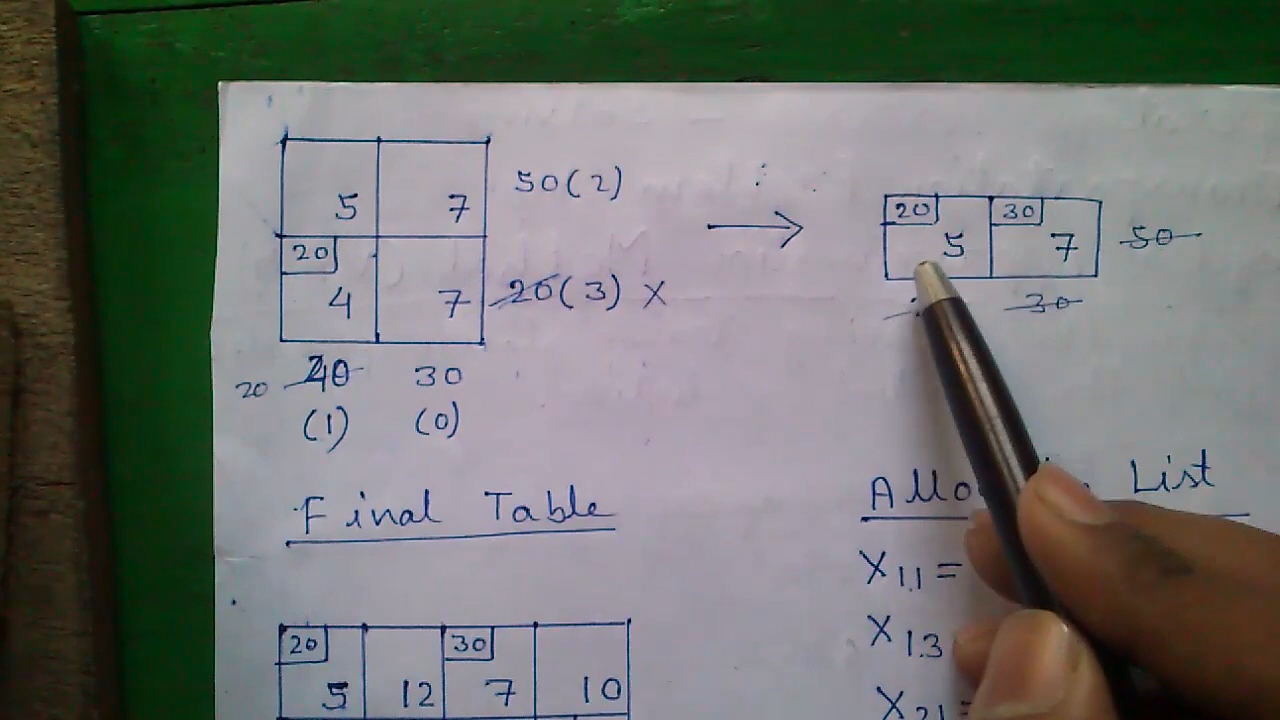 5 7 50(2)
20
4 7 20(3) X
20 40 30
(1) (0)
20 30
5 7 50
30
Final Table
List
X1.1 =
X1.3
X21 =
20 30
5 12 7 10